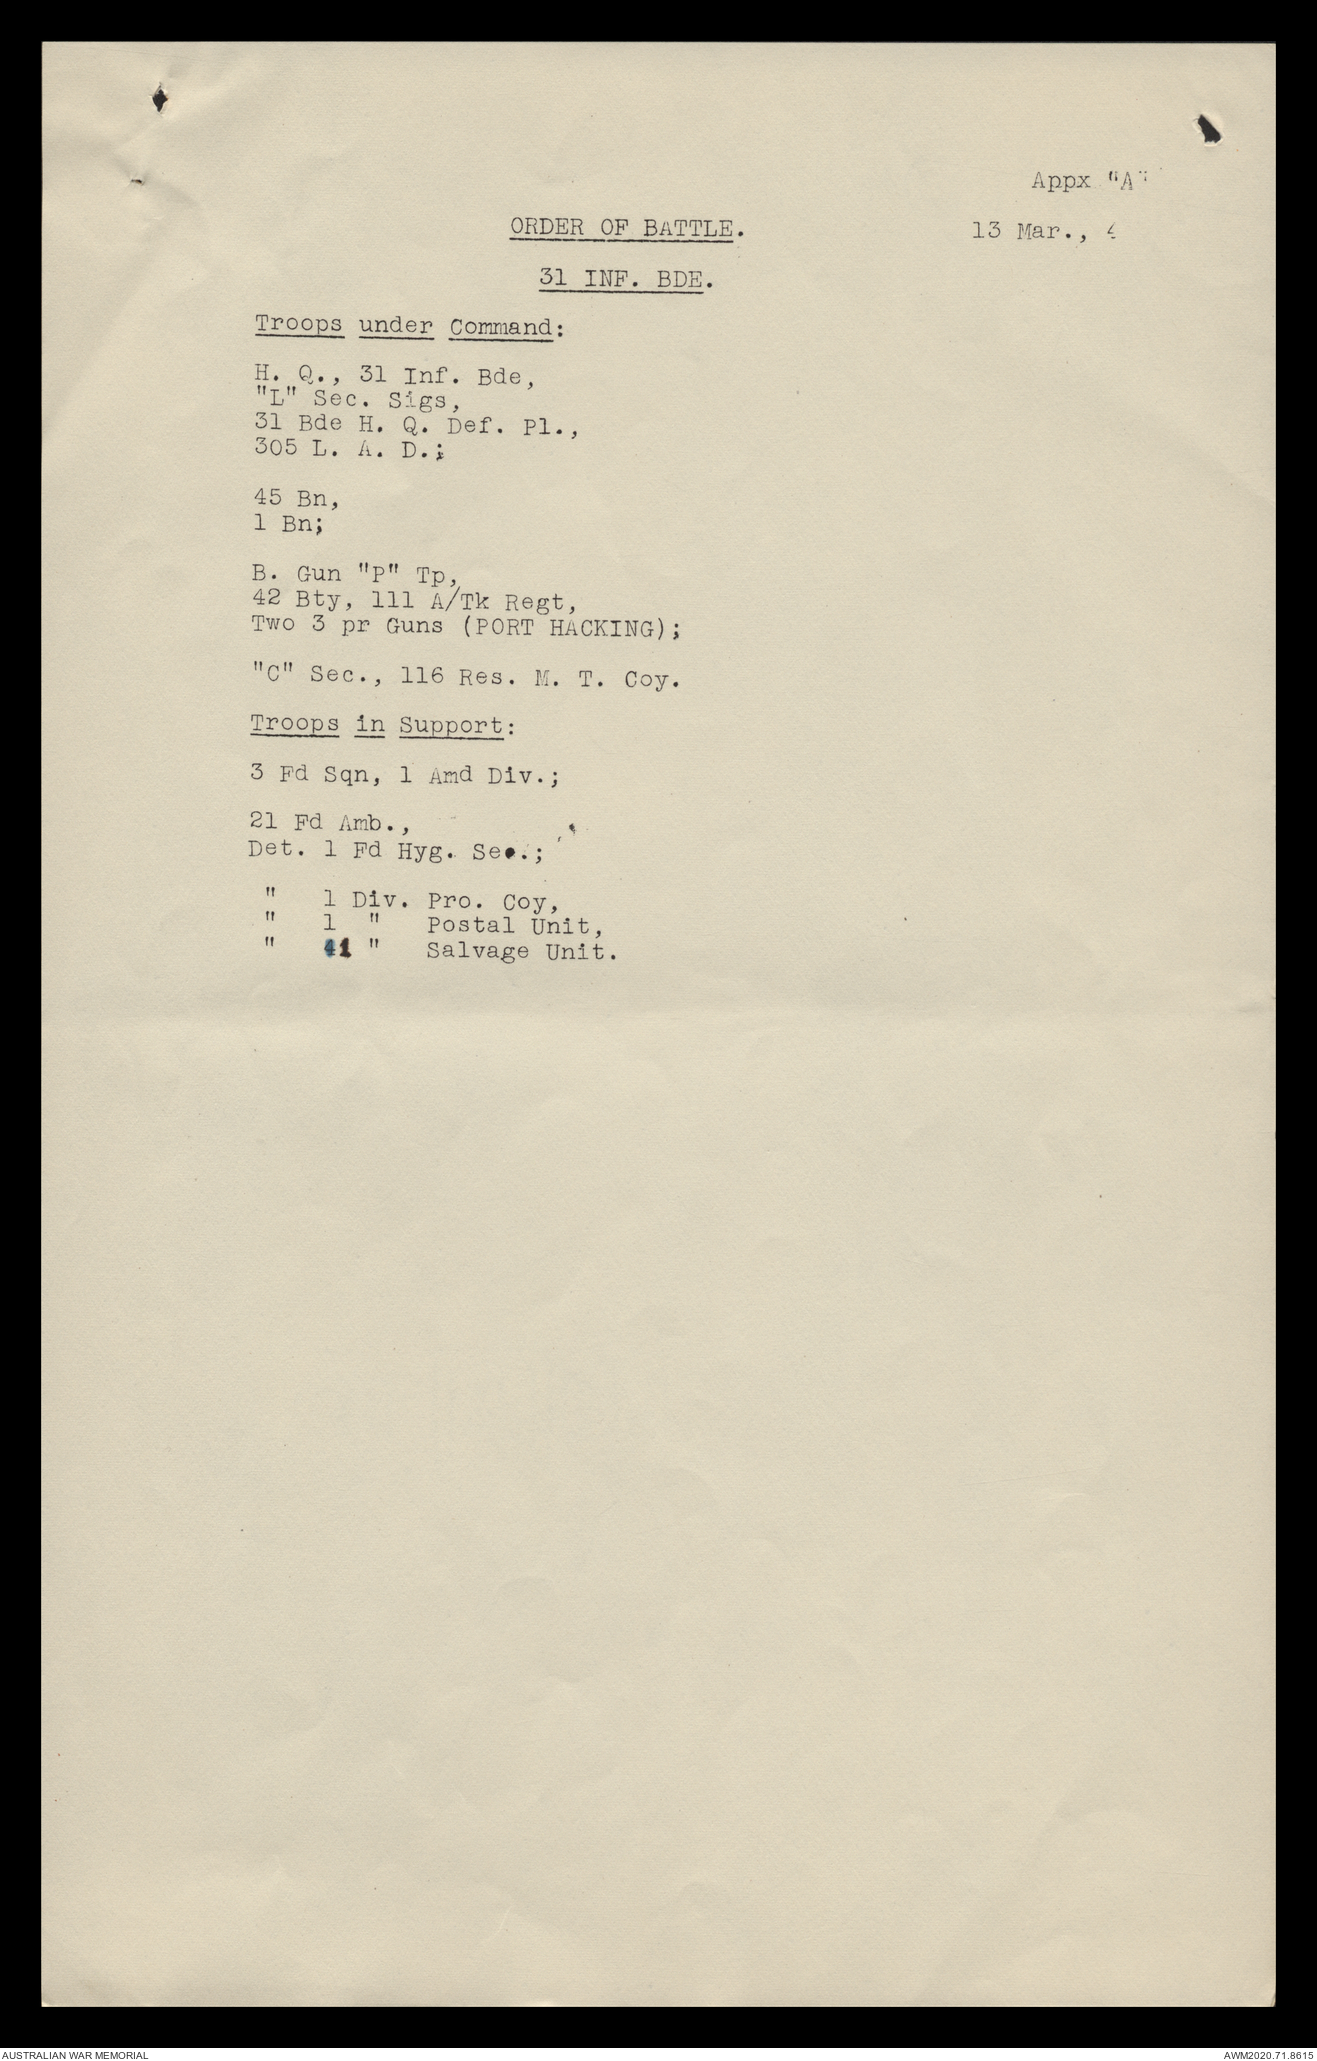 Appx "A"
ORDER OF BATTLE.
13 Mar., 4
31 INF. BDE.
Troops under Command:
H. Q., 31 Inf. Bde,
"L" Sec. Sigs,
31 Bde H. Q. Def. Pl.,
305 L. A. D.;
45 Bn,
1 Bn;
B. Gun "P" Tp,
42 Bty, 111 A/Tk Regt,
Two 3 pr Guns (PORT HACKING);
"C" Sec., 116 Res. M. T. Coy.
Troops in Support:
3 Fd Sqn, 1 Amd Div.;
21 Fd Amb.,
Det. 1 Fd Hyg. Sec.;
" 1 Div. Pro. Coy,
" 1 " Postal Unit,
" 41 " Salvage Unit.
AUSTRALIAN WAR MEMORIAL
AWM2020.71.8615